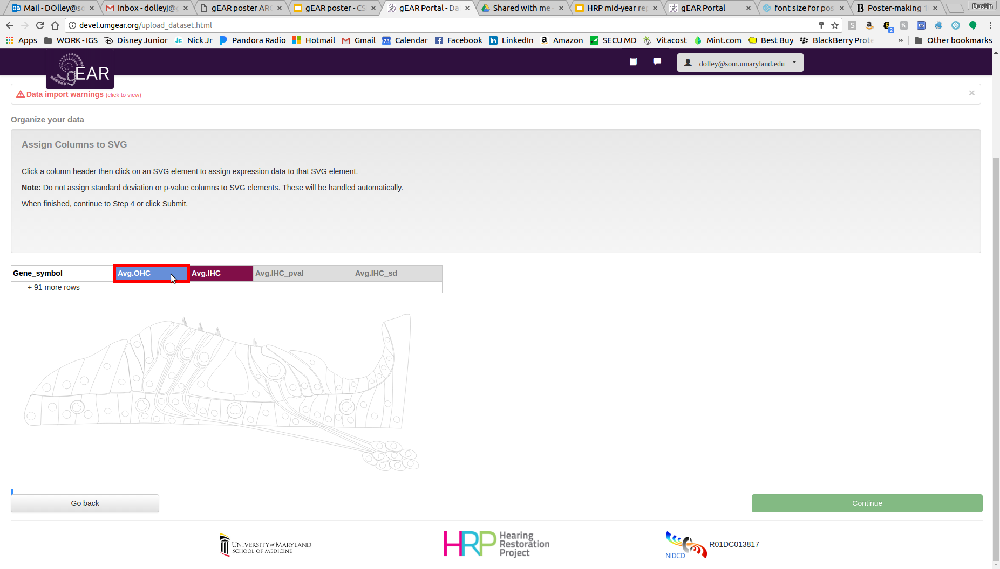 Mail - DOlley@so
Inbox - dolleyj@g
gEAR poster ARO
gEAR poster - CS
gEAR Portal - Da
Shared with me -
HRP mid-year re
gEAR Portal
font size for pos
Poster-making 1
Dustin
devel.umgear.org/upload_dataset.html
2
Apps
WORK - IGS
Disney Junior
Nick Jr
Pandora Radio
Hotmail
Gmail
Calendar
Facebook
LinkedIn
Amazon
SECU MD
Vitacost
Mint.com
Best Buy
BlackBerry Prote
»
Other bookmarks
gEAR
dolley@som.umaryland.edu
Data import warnings (click to view)
×
Organize your data
Assign Columns to SVG
Click a column header then click on an SVG element to assign expression data to that SVG element.
Note: Do not assign standard deviation or p-value columns to SVG elements. These will be handled automatically.
When finished, continue to Step 4 or click Submit.
Gene_symbol
Avg.OHC
Avg.IHC
Avg.IHC_pval
Avg.IHC_sd
+ 91 more rows
Go back
Continue
UNIVERSITY of MARYLAND
SCHOOL OF MEDICINE
HRP
Hearing
Restoration
Project
NIDCD
R01DC013817